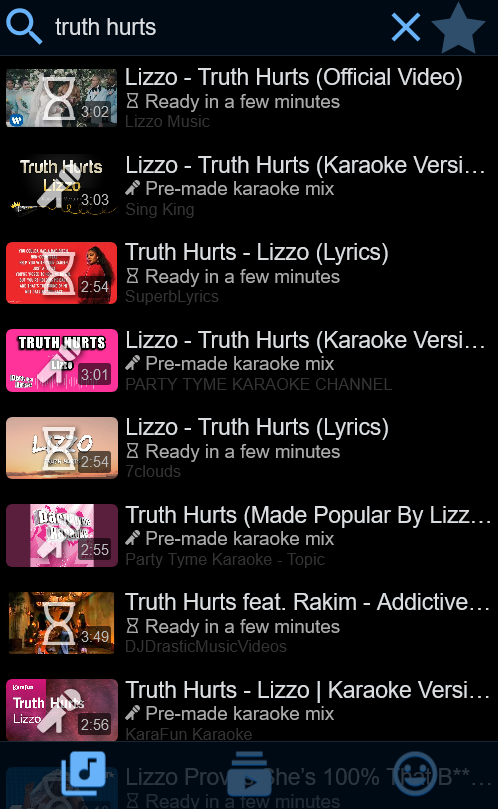 truth hurts
Lizzo - Truth Hurts (Official Video)
Ready in a few minutes
3:02
Lizzo Music
Truth Hurts
Lizzo
3:03
Lizzo - Truth Hurts (Karaoke Versi...
Pre-made karaoke mix
Sing King
Truth Hurts - Lizzo (Lyrics)
Ready in a few minutes
2:54
SuperbLyrics
TRUTH HURTS
Lizzo
3:01
Lizzo - Truth Hurts (Karaoke Versi...
Pre-made karaoke mix
PARTY TYME KARAOKE CHANNEL
LIZZO
Lizzo - Truth Hurts (Lyrics)
Ready in a few minutes
2:54
7clouds
Truth Hurts (Made Popular By Lizz...
Pre-made karaoke mix
2:55
Party Tyme Karaoke - Topic
Truth Hurts feat. Rakim - Addictive...
Ready in a few minutes
3:49
DJDrasticMusicVideos
KaraFun
Truth Hurts
Lizzo
2:56
Truth Hurts - Lizzo | Karaoke Versi...
Pre-made karaoke mix
KaraFun Karaoke
Lizzo Prov She's 100% That B**...
Ready in a few minutes